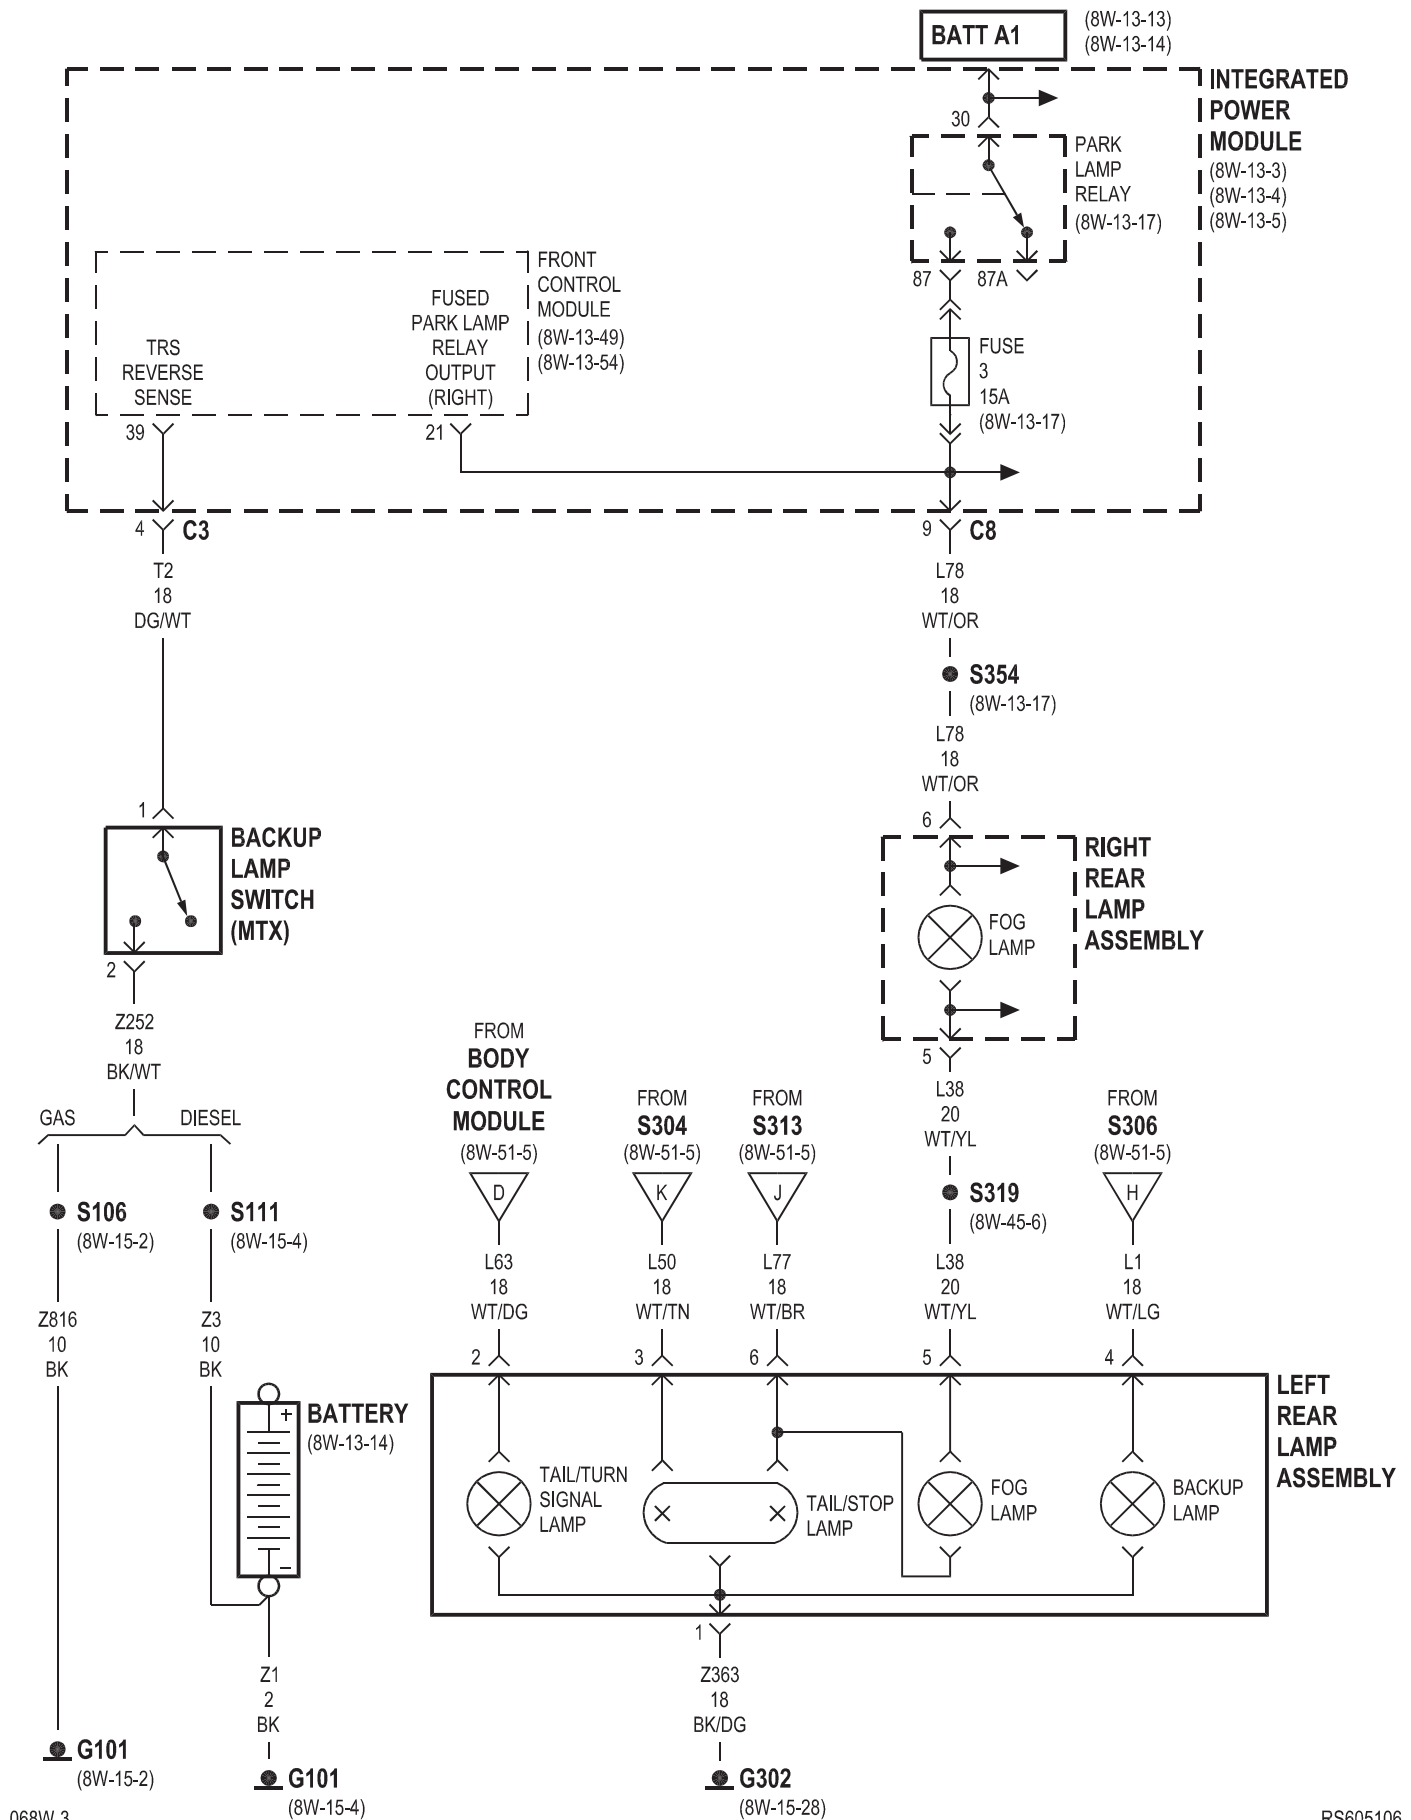 BATT A1
(8W-13-13)
(8W-13-14)
INTEGRATED
POWER
MODULE
(8W-13-3)
(8W-13-4)
(8W-13-5)
30
PARK
LAMP
RELAY
(8W-13-17)
87
87A
FRONT
CONTROL
MODULE
(8W-13-49)
(8W-13-54)
TRS
REVERSE
SENSE
FUSED
PARK LAMP
RELAY
OUTPUT
(RIGHT)
FUSE
3
15A
(8W-13-17)
39
21
4
C3
9
C8
T2
18
DG/WT
L78
18
WT/OR
S354
(8W-13-17)
L78
18
WT/OR
1
BACKUP
LAMP
SWITCH
(MTX)
2
6
RIGHT
REAR
LAMP
ASSEMBLY
FOG
LAMP
5
Z252
18
BK/WT
GAS
DIESEL
S106
(8W-15-2)
S111
(8W-15-4)
Z816
10
BK
Z3
10
BK
FROM
BODY
CONTROL
MODULE
(8W-51-5)
D
FROM
S304
(8W-51-5)
K
FROM
S313
(8W-51-5)
J
L38
20
WT/YL
S319
(8W-45-6)
FROM
S306
(8W-51-5)
H
L63
18
WT/DG
L50
18
WT/TN
L77
18
WT/BR
L38
20
WT/YL
L1
18
WT/LG
2
3
6
5
4
LEFT
REAR
LAMP
ASSEMBLY
BATTERY
(8W-13-14)
+
−
TAIL/TURN
SIGNAL
LAMP
TAIL/STOP
LAMP
FOG
LAMP
BACKUP
LAMP
1
Z1
2
BK
Z363
18
BK/DG
G101
(8W-15-2)
G101
(8W-15-4)
G302
(8W-15-28)
068W-3
RS605106